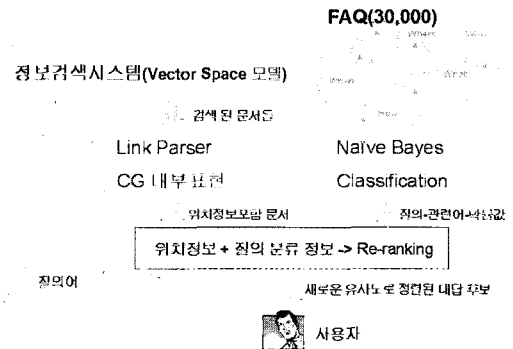 FAQ(30,000)
정보검색시스템(Vector Space 모델)
검색 된 문서들
Link Parser
Naïve Bayes
CG 내부표현
Classification
위치정보포함 문서
질의-관련어-확률값
위치정보 + 질의 분류 정보 -> Re-ranking
질의어
새로운 유사도로 정렬된 대답 후보
사용자